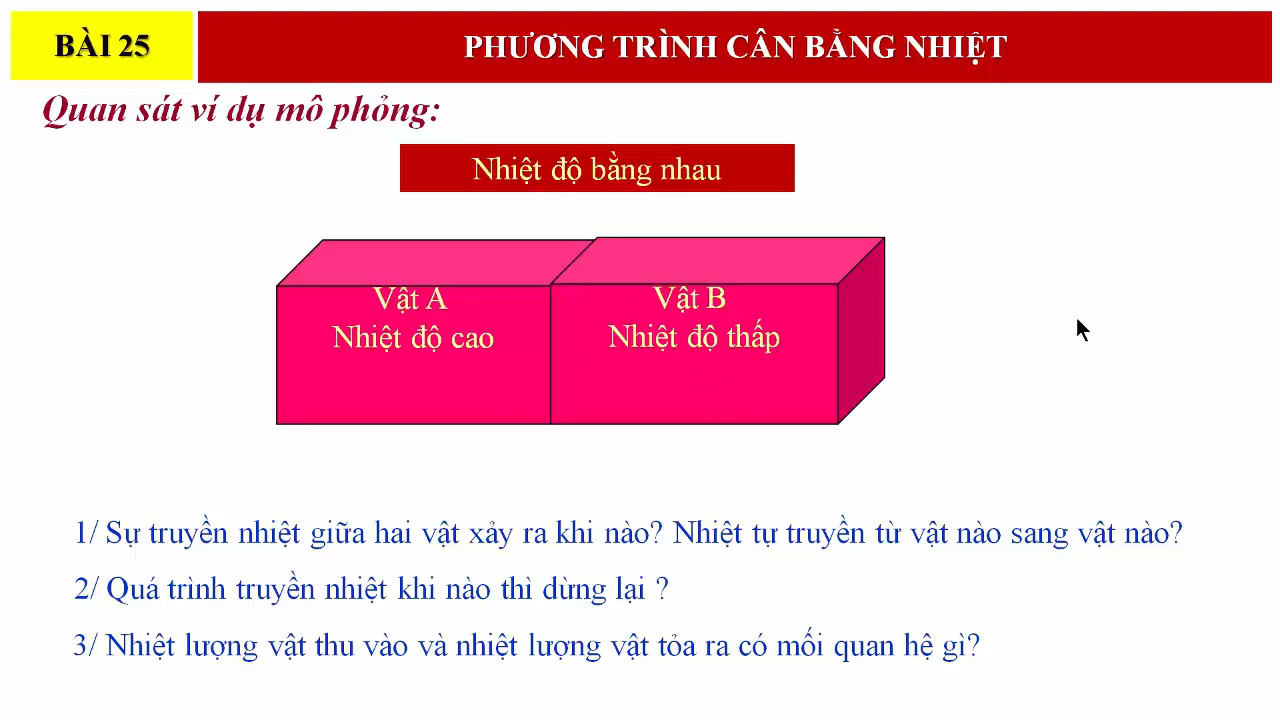 BÀI 25
PHƯƠNG TRÌNH CÂN BẰNG NHIỆT
Quan sát ví dụ mô phỏng:
Nhiệt độ bằng nhau
Vật A
Nhiệt độ cao
Vật B
Nhiệt độ thấp
1/ Sự truyền nhiệt giữa hai vật xảy ra khi nào? Nhiệt tự truyền từ vật nào sang vật nào?
2/ Quá trình truyền nhiệt khi nào thì dừng lại ?
3/ Nhiệt lượng vật thu vào và nhiệt lượng vật tỏa ra có mối quan hệ gì?